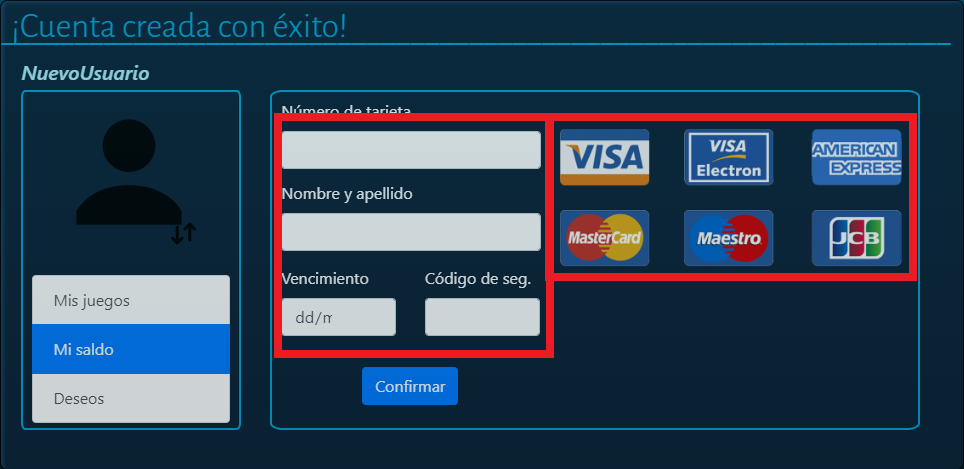 ¡Cuenta creada con éxito!
NuevoUsuario
Mis juegos
Mi saldo
Deseos
Número de tarjeta
Nombre y apellido
Vencimiento Código de seg.
dd/m
Confirmar
VISA VISA Electron AMERICAN EXPRESS
MasterCard Maestro JCB